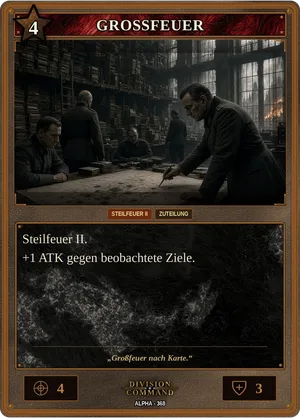 4
GROSSFEUER
STEILFEUER II
ZUTEILUNG
Steilfeuer II.
+1 ATK gegen beobachtete Ziele.
„Großfeuer nach Karte.“
4
DIVISION
COMMAND
ALPHA - 368
3